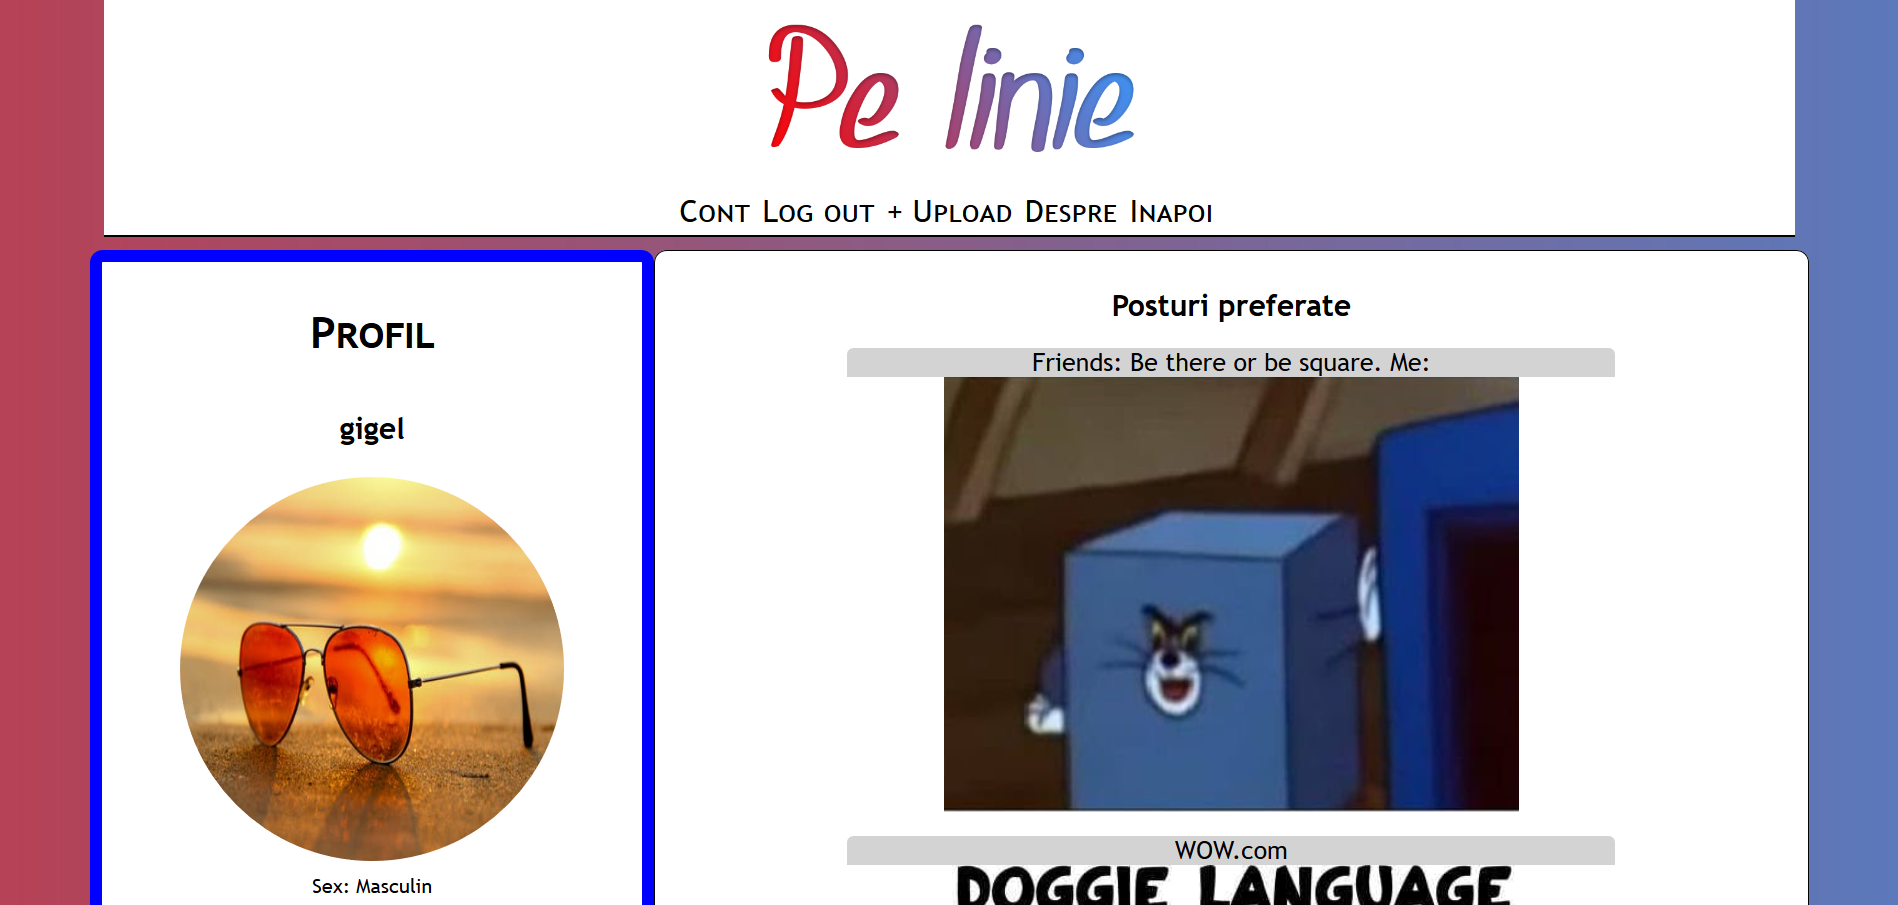 Pe linie
Cont Log out + Upload Despre Inapoi
Profil
gigel
Sex: Masculin
Posturi preferate
Friends: Be there or be square. Me:
WOW.com
DOGGIE LANGUAGE